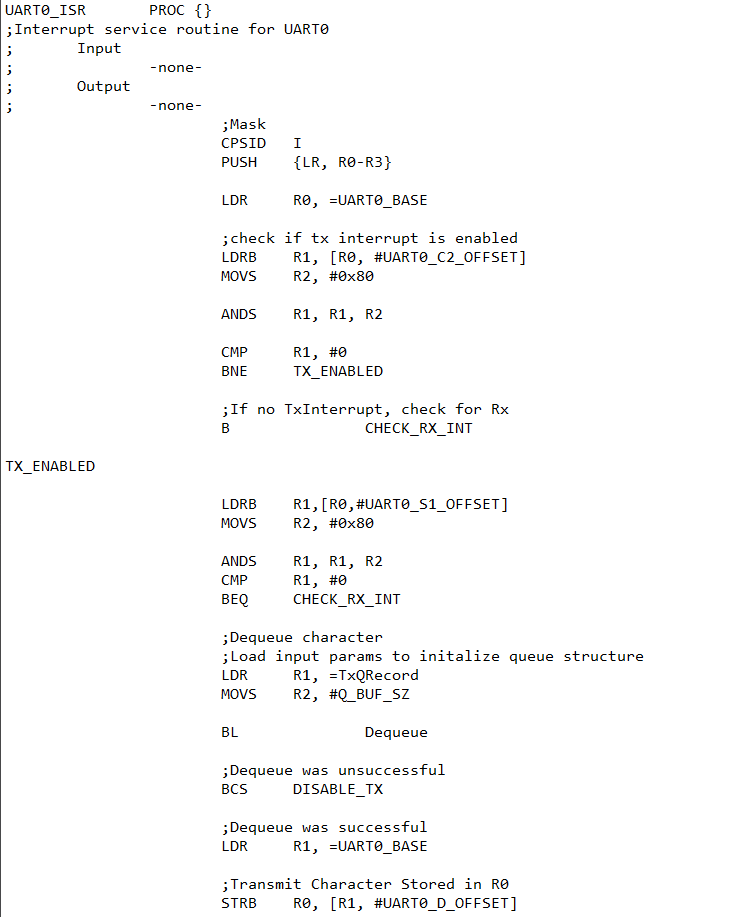 UART0_ISR PROC {}
;Interrupt service routine for UART0
; Input
; -none-
; Output
; -none-
;Mask
CPSID I
PUSH {LR, R0-R3}
LDR R0, =UART0_BASE
;check if tx interrupt is enabled
LDRB R1, [R0, #UART0_C2_OFFSET]
MOVS R2, #0x80
ANDS R1, R1, R2
CMP R1, #0
BNE TX_ENABLED
;If no TxInterrupt, check for Rx
B CHECK_RX_INT
TX_ENABLED
LDRB R1,[R0,#UART0_S1_OFFSET]
MOVS R2, #0x80
ANDS R1, R1, R2
CMP R1, #0
BEQ CHECK_RX_INT
;Dequeue character
;Load input params to initalize queue structure
LDR R1, =TxQRecord
MOVS R2, #Q_BUF_SZ
BL Dequeue
;Dequeue was unsuccessful
BCS DISABLE_TX
;Dequeue was successful
LDR R1, =UART0_BASE
;Transmit Character Stored in R0
STRB R0, [R1, #UART0_D_OFFSET]